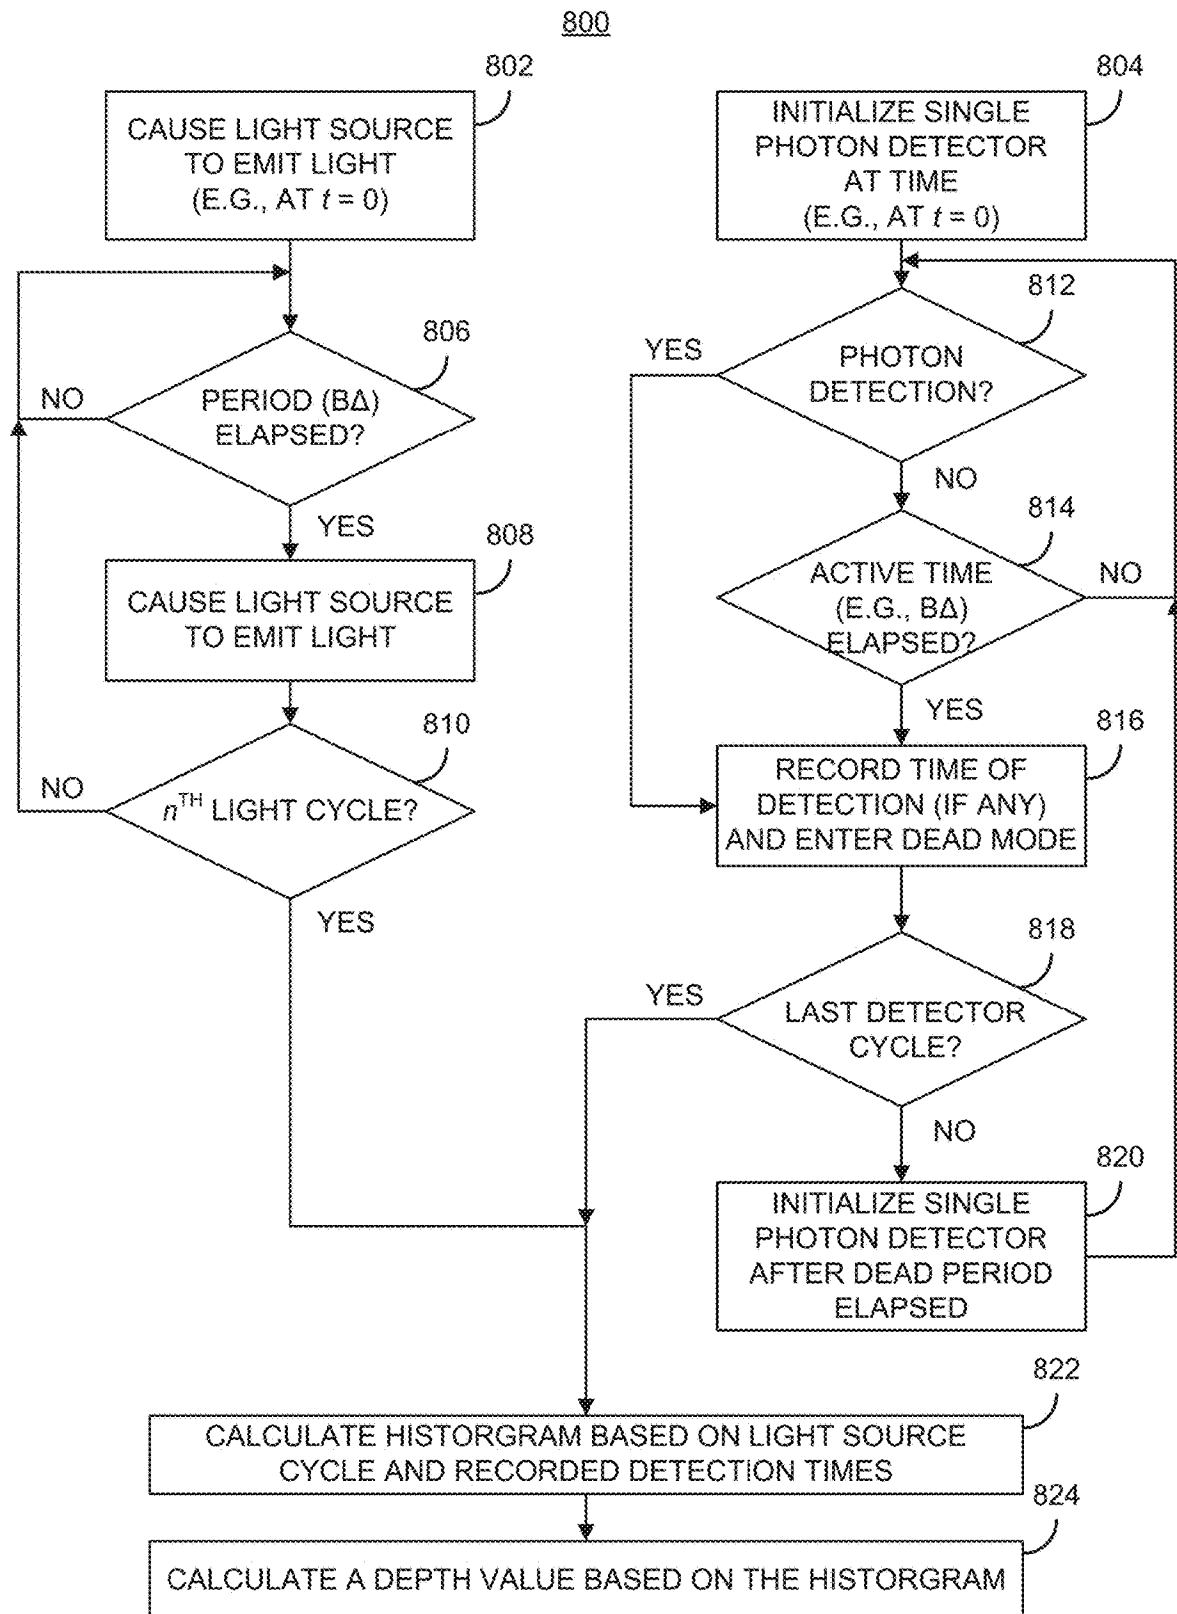 800
802
CAUSE LIGHT SOURCE
TO EMIT LIGHT
(E.G., AT t = 0)
804
INITIALIZE SINGLE
PHOTON DETECTOR
AT TIME
(E.G., AT t = 0)
806
PERIOD (BΔ)
ELAPSED?
NO
YES
808
CAUSE LIGHT SOURCE
TO EMIT LIGHT
810
nTH LIGHT CYCLE?
NO
YES
812
PHOTON
DETECTION?
YES
NO
814
ACTIVE TIME
(E.G., BΔ)
ELAPSED?
NO
YES
816
RECORD TIME OF
DETECTION (IF ANY)
AND ENTER DEAD MODE
818
LAST DETECTOR
CYCLE?
YES
NO
820
INITIALIZE SINGLE
PHOTON DETECTOR
AFTER DEAD PERIOD
ELAPSED
822
CALCULATE HISTORGRAM BASED ON LIGHT SOURCE
CYCLE AND RECORDED DETECTION TIMES
824
CALCULATE A DEPTH VALUE BASED ON THE HISTORGRAM